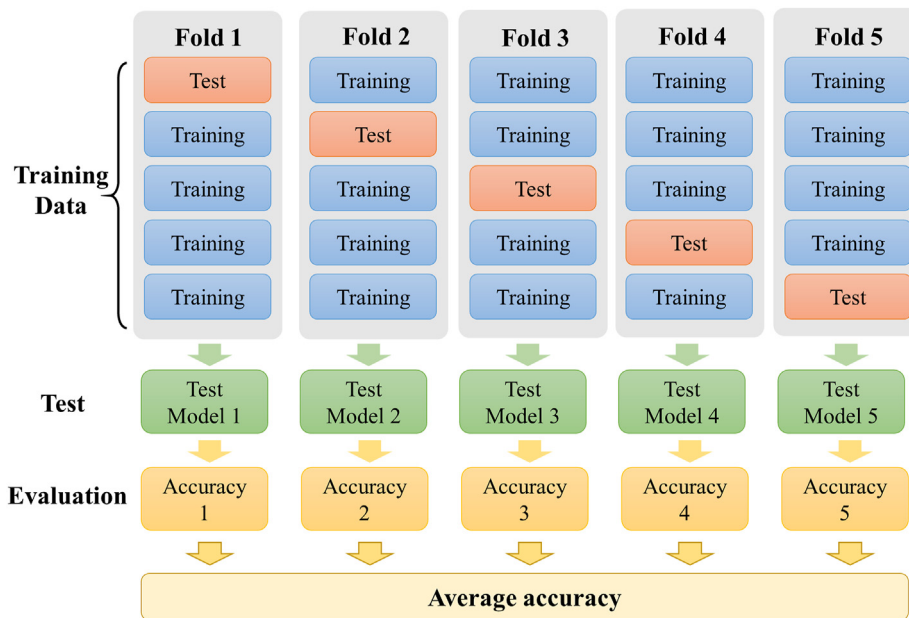 Fold 1 Fold 2 Fold 3 Fold 4 Fold 5
Test Training Training Training Training
Training Test Training Training Training
Training
Data
Training Training Test Training Training
Training Training Training Test Training
Training Training Training Training Test
Test
Test
Model 1
Test
Model 2
Test
Model 3
Test
Model 4
Test
Model 5
Evaluation
Accuracy
1
Accuracy
2
Accuracy
3
Accuracy
4
Accuracy
5
Average accuracy